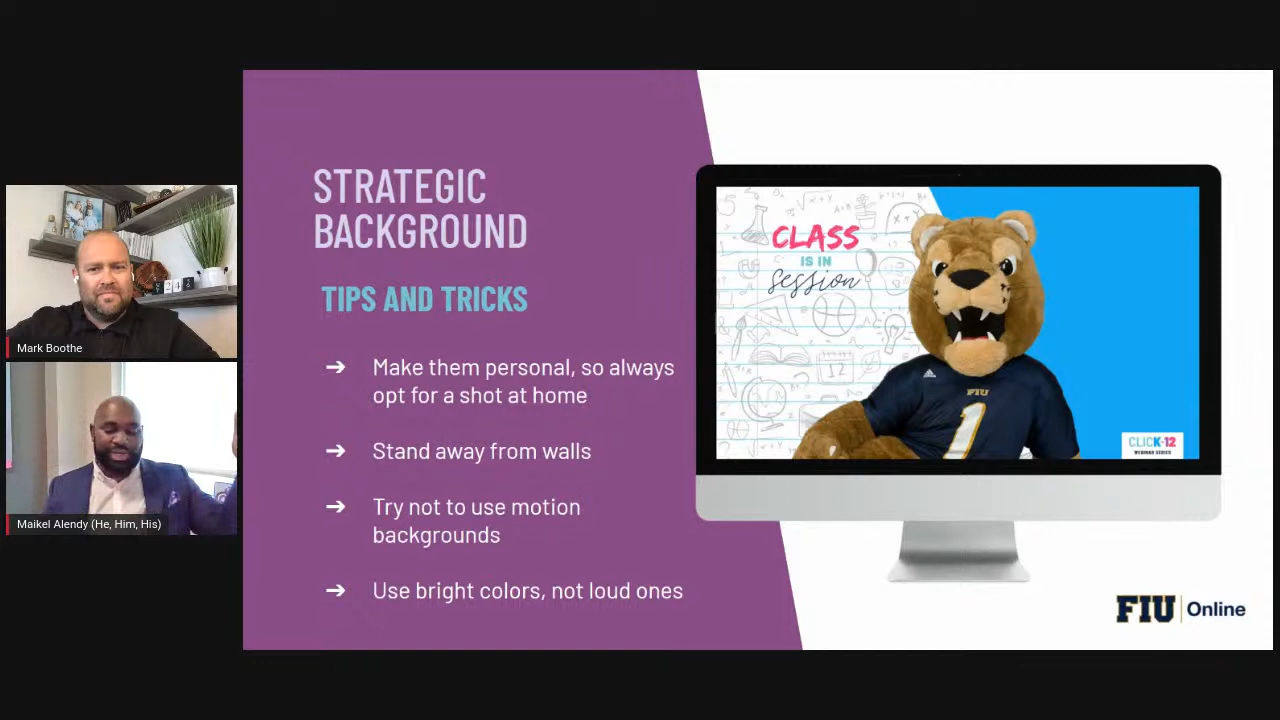 STRATEGIC
BACKGROUND
TIPS AND TRICKS
➔ Make them personal, so always
opt for a shot at home
➔ Stand away from walls
➔ Try not to use motion
backgrounds
➔ Use bright colors, not loud ones
CLASS
IS IN
session
X+Y
FIU
1
CLICK-12
WEBINAR SERIES
FIU Online
Mark Boothe
Maikel Alendy (He, Him, His)